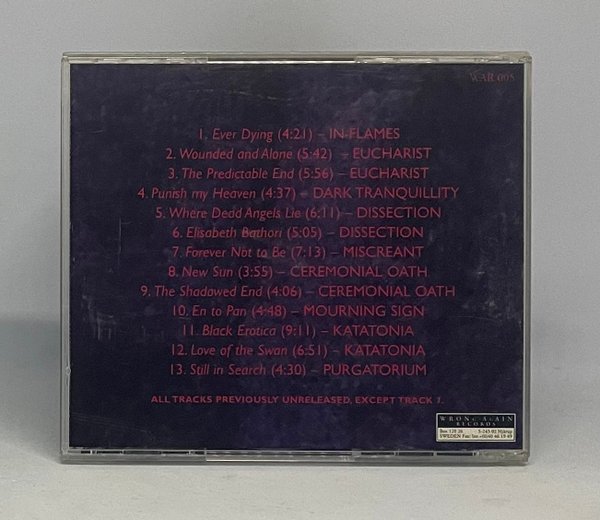 WAR 005
1. Ever Dying (4:21) – IN FLAMES
2. Wounded and Alone (5:42) – EUCHARIST
3. The Predictable End (5:56) – EUCHARIST
4. Punish my Heaven (4:37) – DARK TRANQUILLITY
5. Where Dead Angels Lie (6:11) – DISSECTION
6. Elisabeth Bathori (5:05) – DISSECTION
7. Forever Not to Be (7:13) – MISCREANT
8. New Sun (3:55) – CEREMONIAL OATH
9. The Shadowed End (4:06) – CEREMONIAL OATH
10. En to Pan (4:48) – MOURNING SIGN
11. Black Erotica (9:11) – KATATONIA
12. Love of the Swan (6:51) – KATATONIA
13. Still in Search (4:30) – PURGATORIUM
ALL TRACKS PREVIOUSLY UNRELEASED, EXCEPT TRACK 1.
WRONG AGAIN
RECORDS
SWEDEN